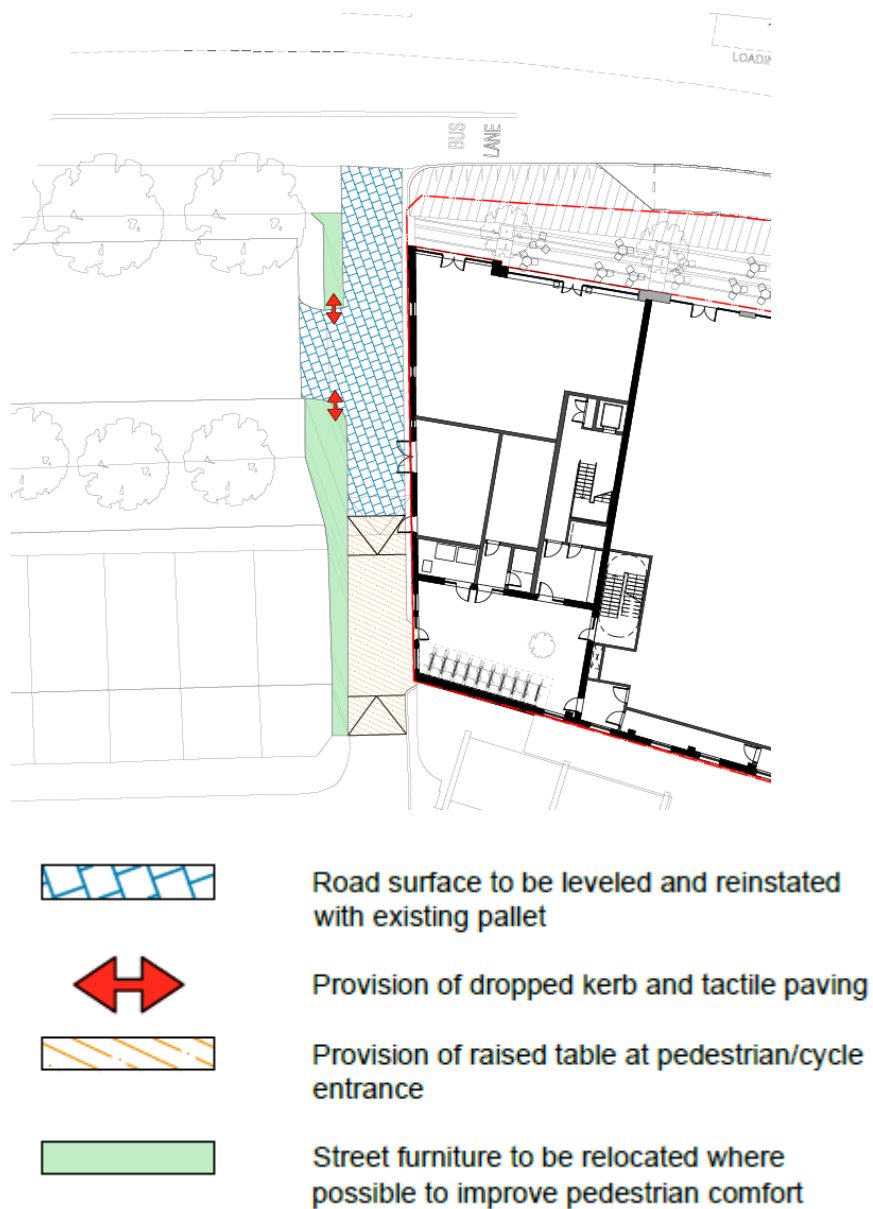 BUS
LANE
Road surface to be leveled and reinstated
with existing pallet
Provision of dropped kerb and tactile paving
Provision of raised table at pedestrian/cycle
entrance
Street furniture to be relocated where
possible to improve pedestrian comfort